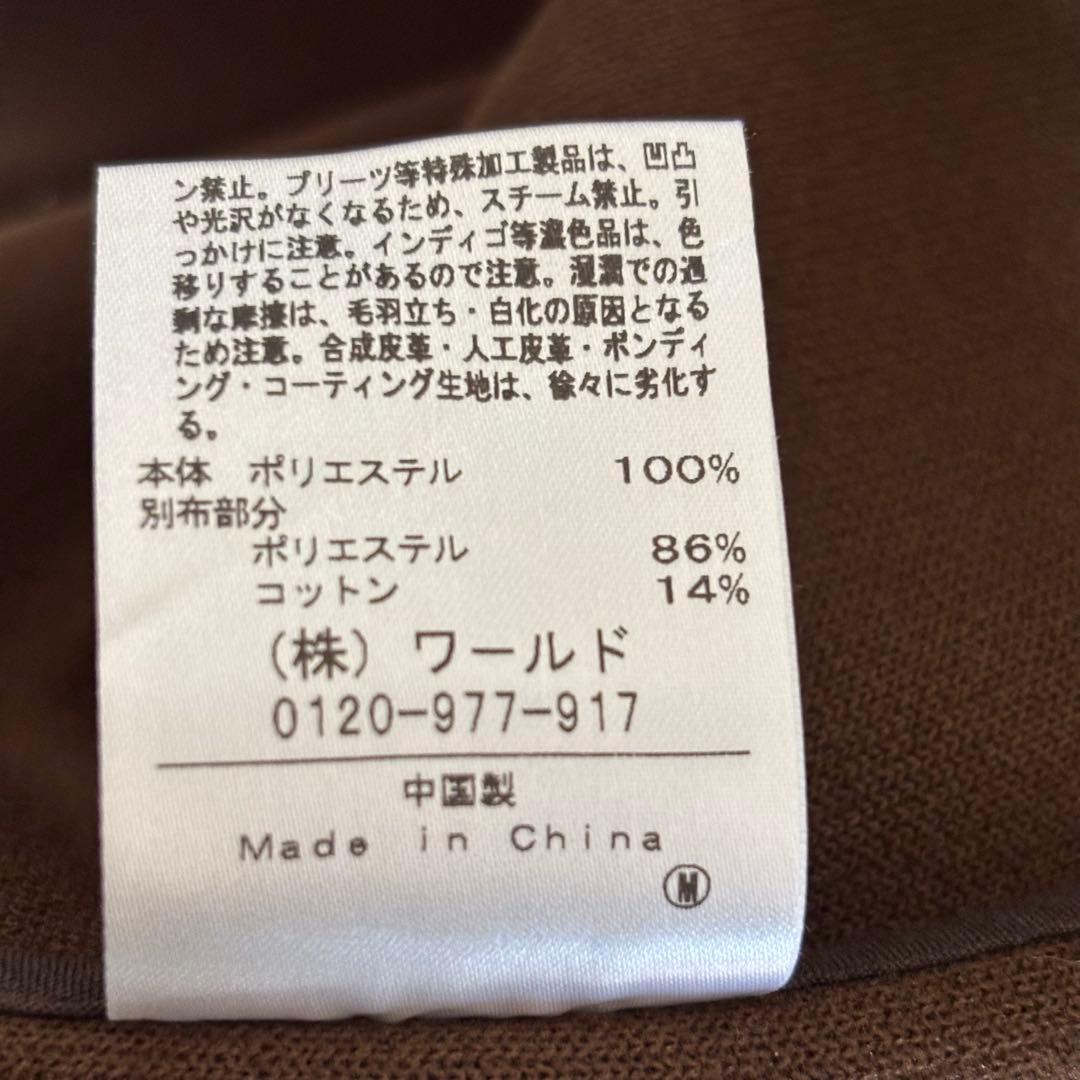 ン禁止。プリーツ等特殊加工製品は、凹凸
や光沢がなくなるため、スチーム禁止。引
っかけに注意。インディゴ等濃色品は、色
移りすることがあるので注意。湿潤での過
剰な摩擦は、毛羽立ち・白化の原因となる
ため注意。合成皮革・人工皮革・ボンディ
ング・コーティング生地は、徐々に劣化す
る。
本体 ポリエステル 100%
別布部分
ポリエステル 86%
コットン 14%
(株) ワールド
0120-977-917
中国製
Made in China
Ⓜ